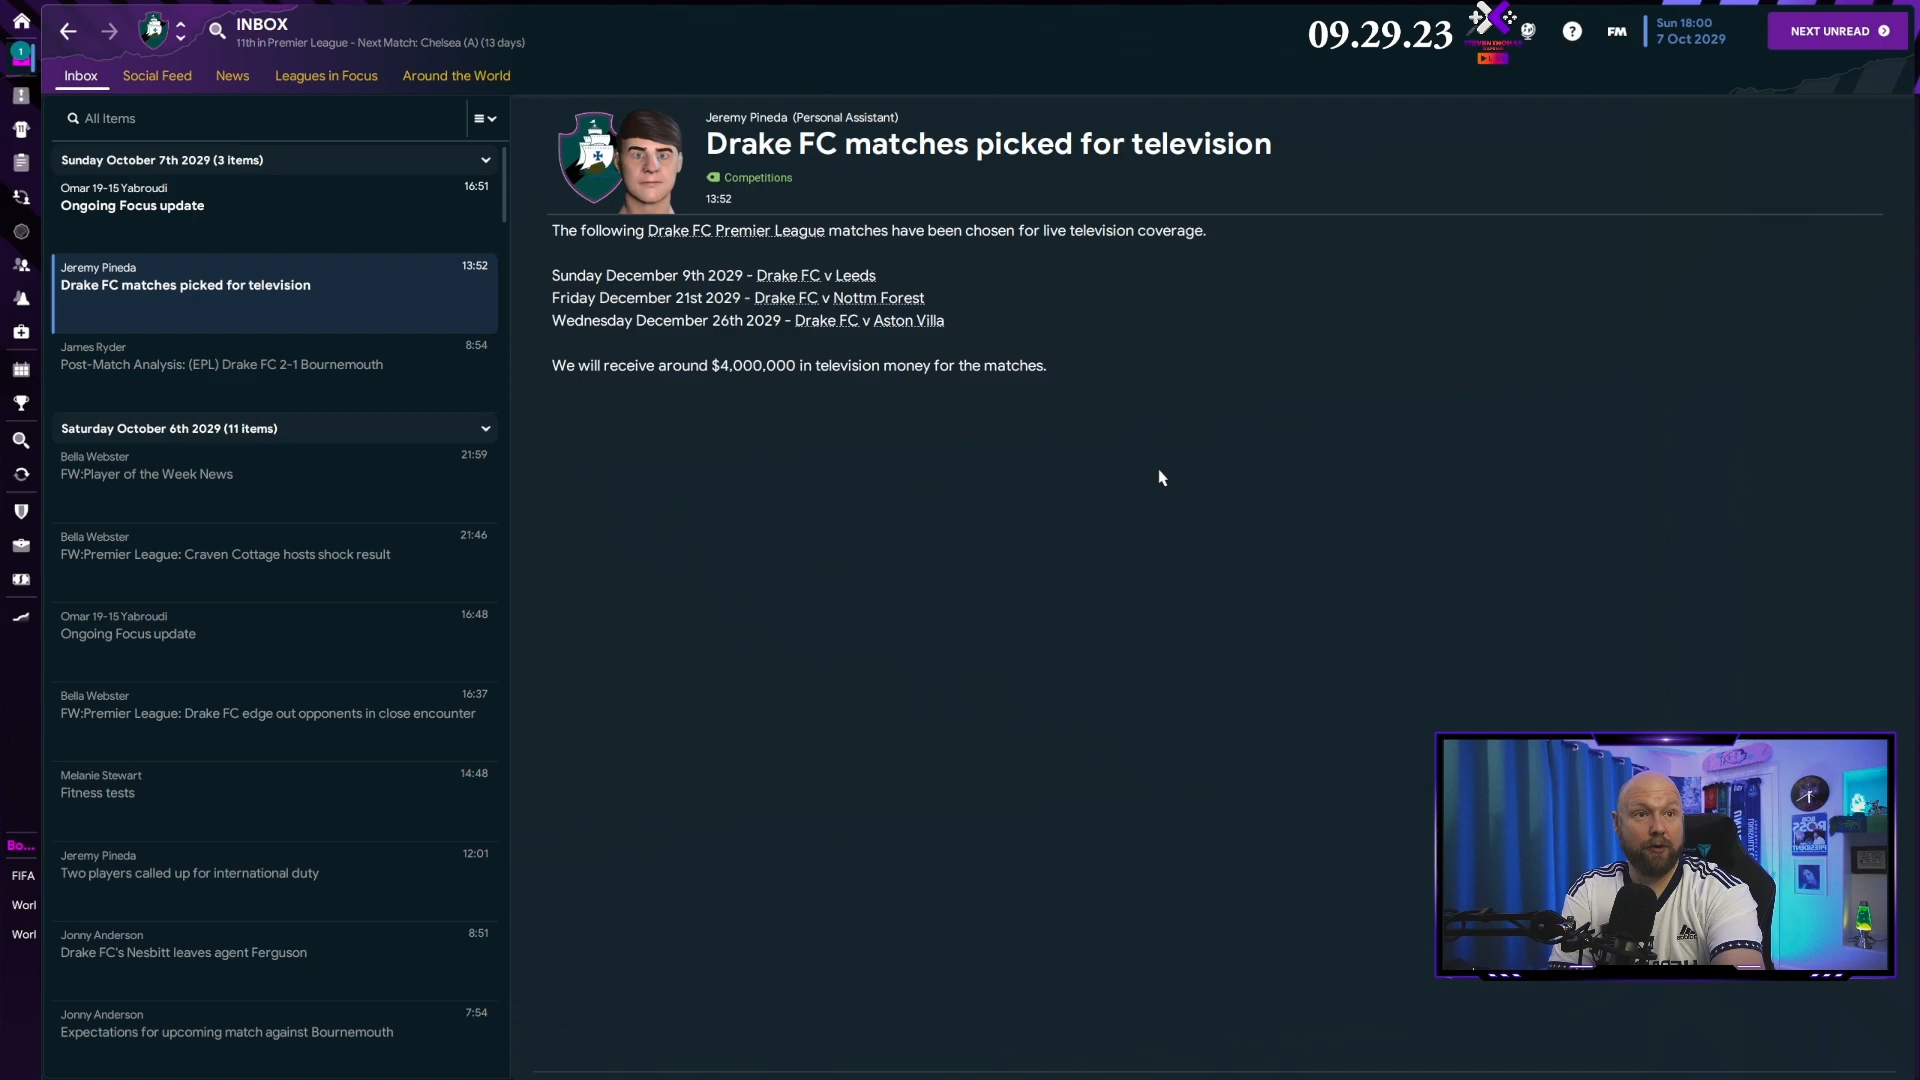 INBOX
11th in Premier League - Next Match: Chelsea (A) (13 days)
09.29.23
FM
Sun 18:00
7 Oct 2029
NEXT UNREAD
1
Inbox
Social Feed
News
Leagues in Focus
Around the World
All Items
Sunday October 7th 2029 (3 items)
Omar 19-15 Yabroudi
16:51
Ongoing Focus update
Jeremy Pineda
13:52
Drake FC matches picked for television
James Ryder
8:54
Post-Match Analysis: (EPL) Drake FC 2-1 Bournemouth
Saturday October 6th 2029 (11 items)
Bella Webster
21:59
FW:Player of the Week News
Bella Webster
21:46
FW:Premier League: Craven Cottage hosts shock result
Omar 19-15 Yabroudi
16:48
Ongoing Focus update
Bella Webster
16:37
FW:Premier League: Drake FC edge out opponents in close encounter
Melanie Stewart
14:48
Fitness tests
Jeremy Pineda
12:01
Two players called up for international duty
Jonny Anderson
8:51
Drake FC's Nesbitt leaves agent Ferguson
Jonny Anderson
7:54
Expectations for upcoming match against Bournemouth
Bo...
FIFA
Worl
Worl
Jeremy Pineda (Personal Assistant)
Drake FC matches picked for television
Competitions
13:52
The following Drake FC Premier League matches have been chosen for live television coverage.
Sunday December 9th 2029 - Drake FC v Leeds
Friday December 21st 2029 - Drake FC v Nottm Forest
Wednesday December 26th 2029 - Drake FC v Aston Villa
We will receive around $4,000,000 in television money for the matches.